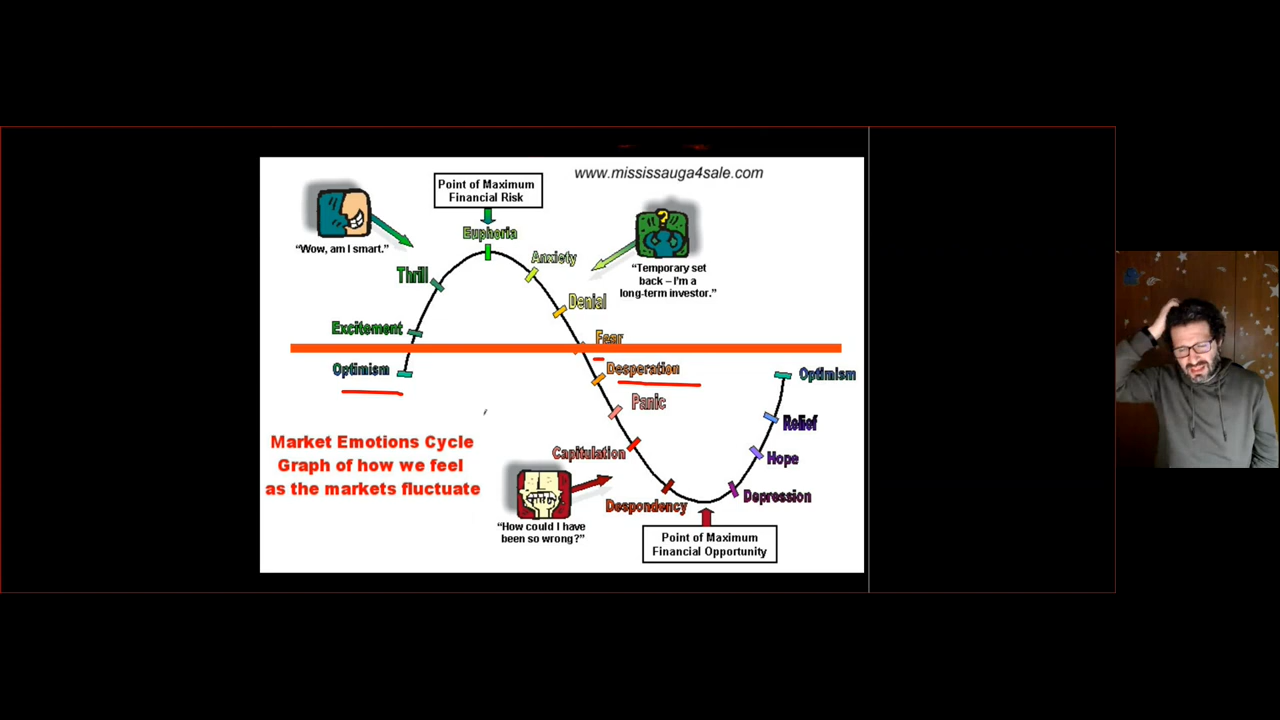 www.mississauga4sale.com
Point of Maximum
Financial Risk
Euphoria
"Wow, am I smart."
Anxiety
"Temporary set
back – I'm a
long-term investor."
Thrill
Denial
Excitement
Fear
Optimism
Desperation
Optimism
Panic
Relief
Market Emotions Cycle
Graph of how we feel
as the markets fluctuate
Capitulation
Hope
Despondency
Depression
"How could I have
been so wrong?"
Point of Maximum
Financial Opportunity